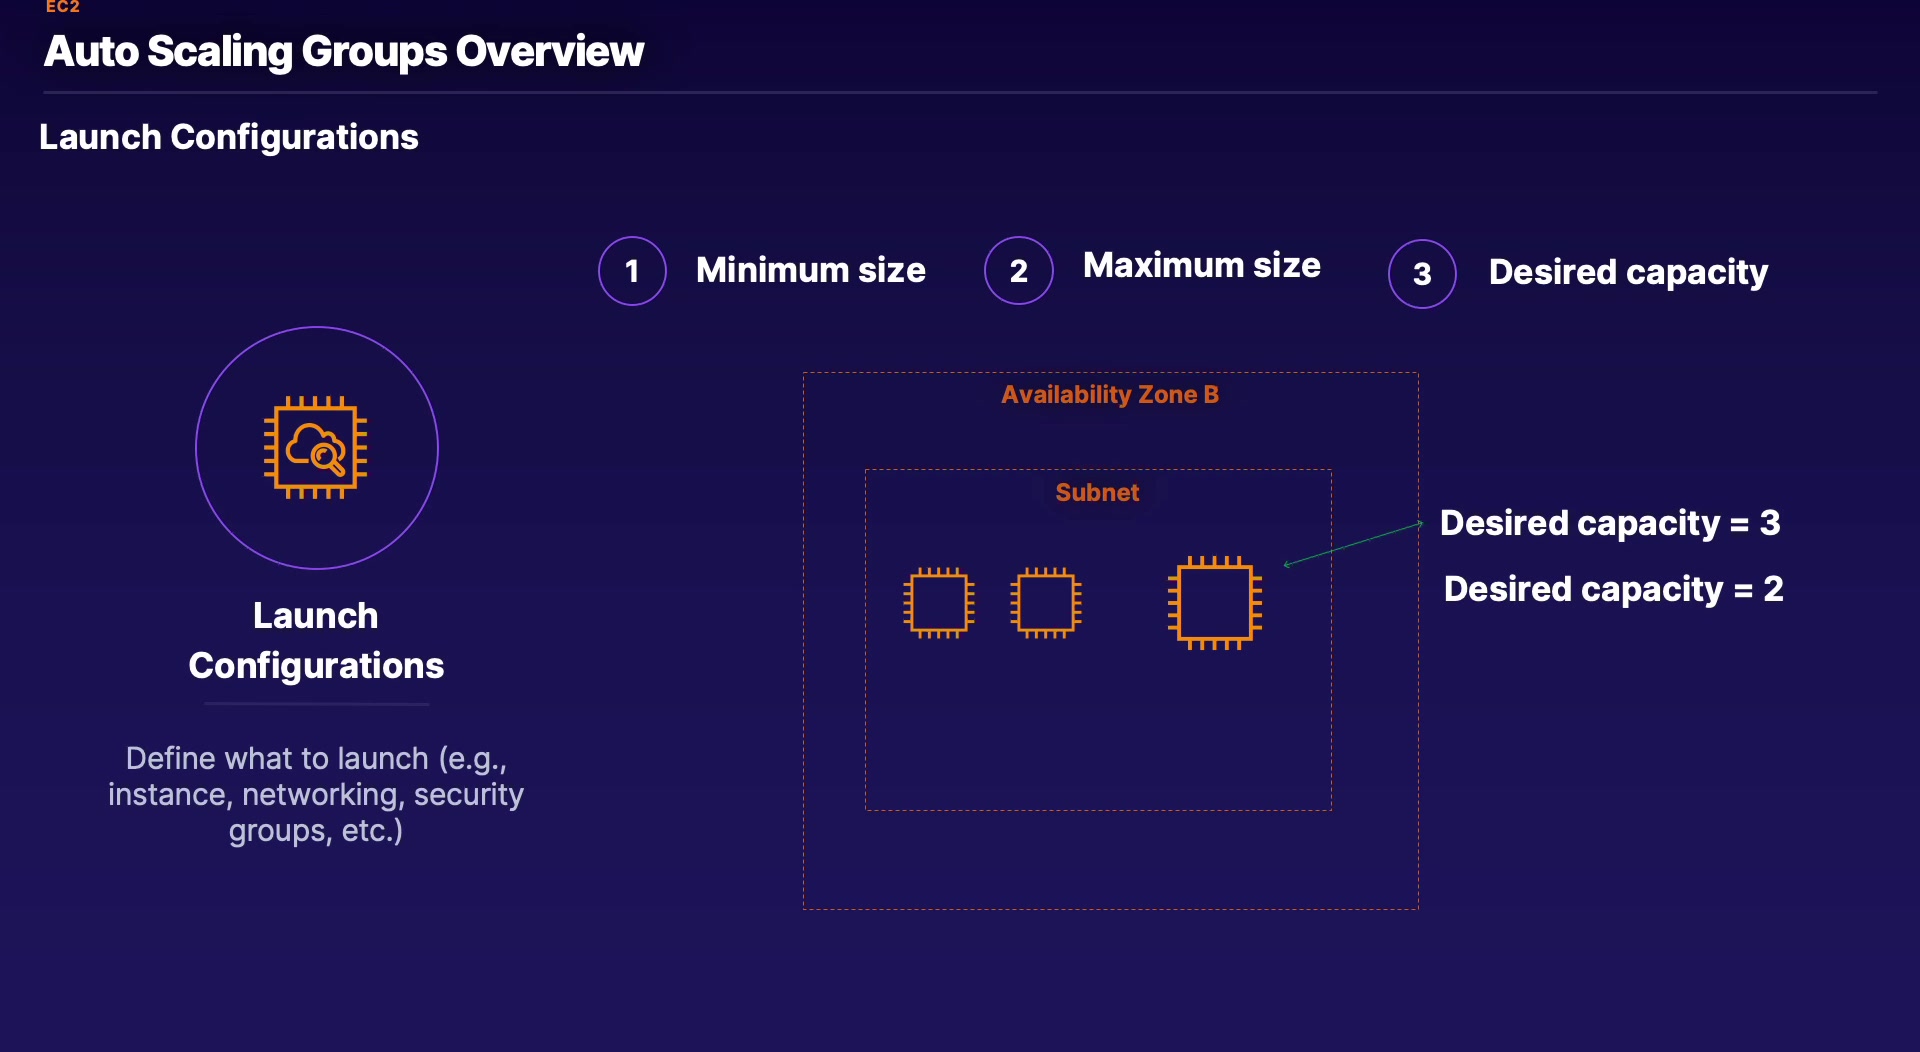 EC2
Auto Scaling Groups Overview
Launch Configurations
1 Minimum size
2 Maximum size
3 Desired capacity
Launch
Configurations
Define what to launch (e.g.,
instance, networking, security
groups, etc.)
Availability Zone B
Subnet
Desired capacity = 3
Desired capacity = 2